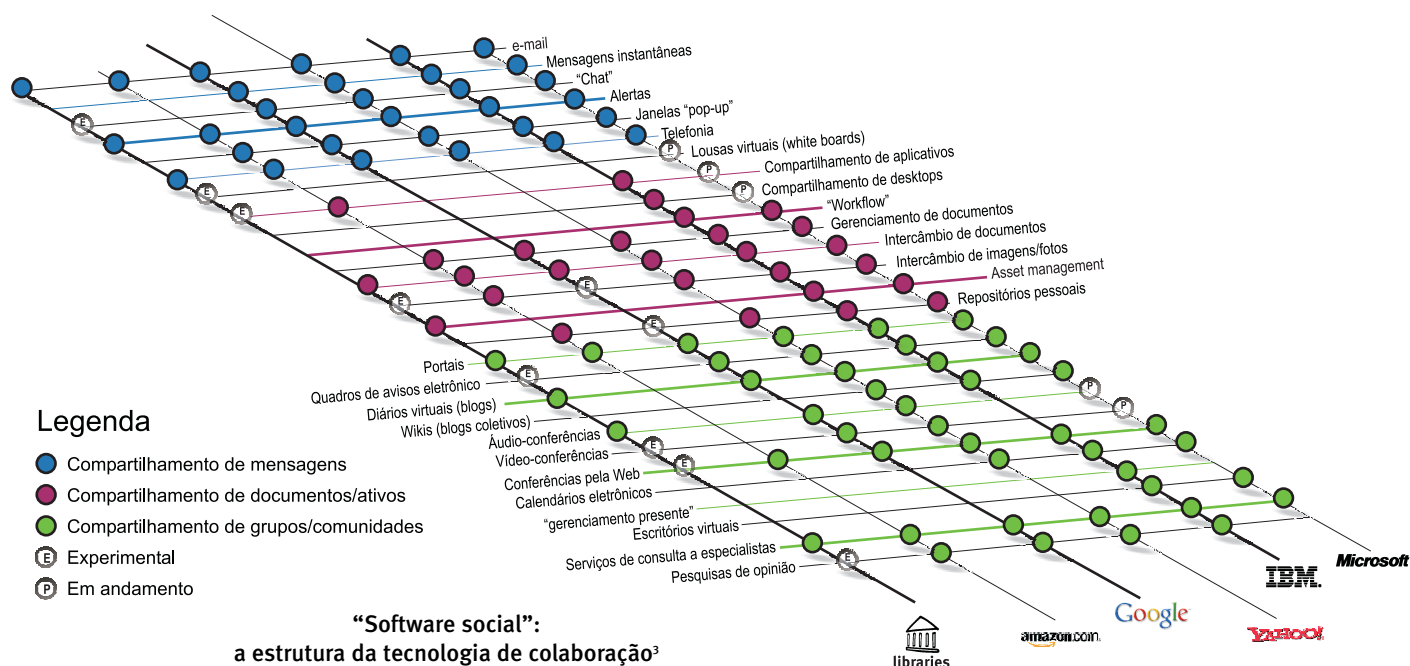 e-mail
Mensagens instantâneas
“Chat”
Alertas
Janelas “pop-up”
Telefonia
Lousas virtuais (white boards)
Compartilhamento de aplicativos
Compartilhamento de desktops
“Workflow”
Gerenciamento de documentos
Intercâmbio de documentos
Intercâmbio de imagens/fotos
Asset management
Repositórios pessoais
E
P
P
P
E
E
E
E
E
Portais
E
Quadros de avisos eletrônico
Diários virtuais (blogs)
Wikis (blogs coletivos)
P
P
Áudio-conferências
Vídeo-conferências
E
E
Conferências pela Web
Calendários eletrônicos
“gerenciamento presente”
Escritórios virtuais
Serviços de consulta a especialistas
Pesquisas de opinião
E
Legenda
Compartilhamento de mensagens
Compartilhamento de documentos/ativos
Compartilhamento de grupos/comunidades
E Experimental
P Em andamento
“Software social”:
a estrutura da tecnologia de colaboração³
libraries
amazon.com.
Google
YAHOO!
IBM.
Microsoft